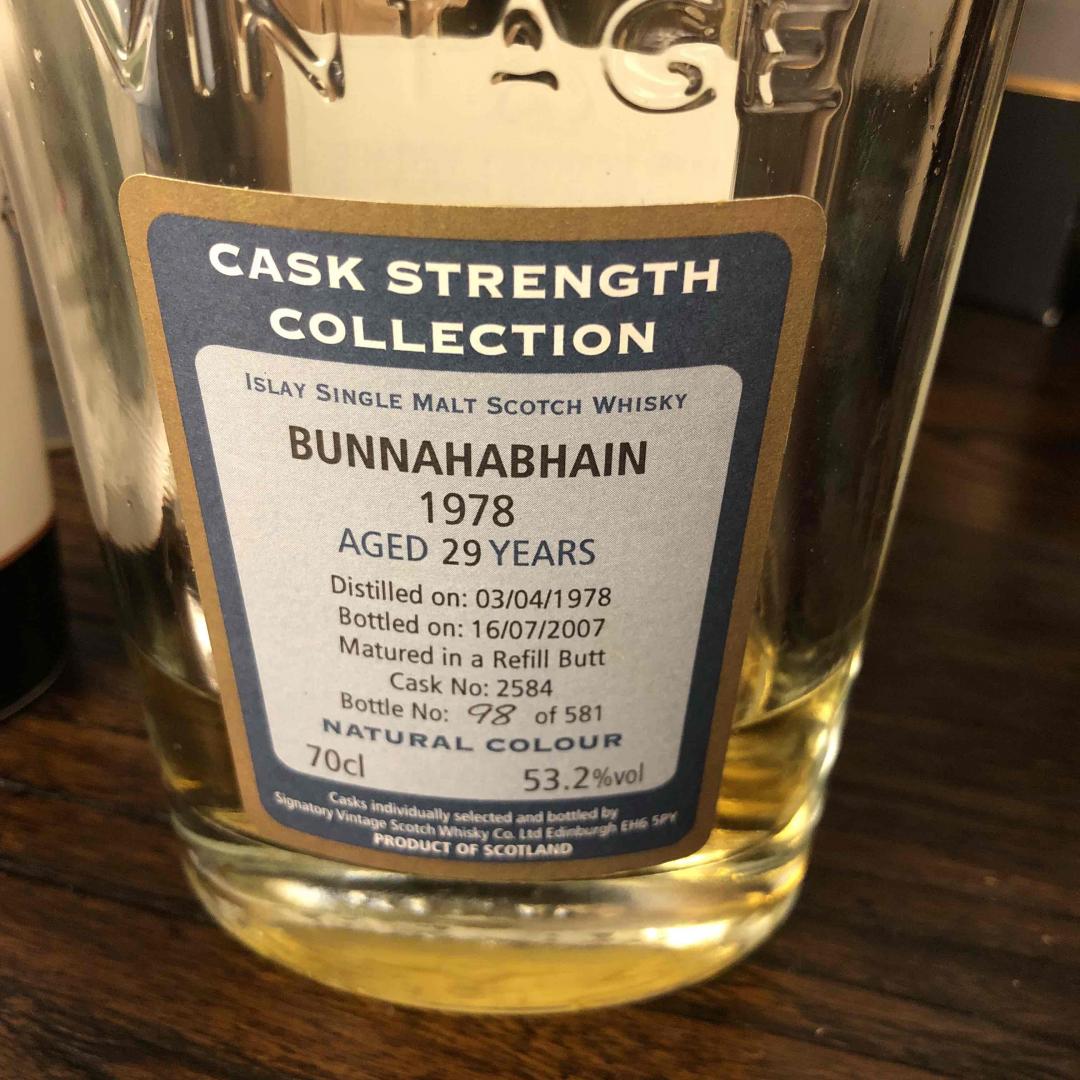 VINTAGE
CASK STRENGTH
COLLECTION
ISLAY SINGLE MALT SCOTCH WHISKY
BUNNAHABHAIN
1978
AGED 29 YEARS
Distilled on: 03/04/1978
Bottled on: 16/07/2007
Matured in a Refill Butt
Cask No: 2584
Bottle No: 98 of 581
NATURAL COLOUR
70cl 53.2%vol
Casks individually selected and bottled by
Signatory Vintage Scotch Whisky Co. Ltd Edinburgh EH6 5PY
PRODUCT OF SCOTLAND